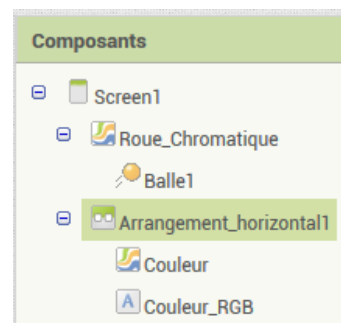 Composants
Screen1
Roue_Chromatique
Balle1
Arrangement_horizontal1
Couleur
A Couleur_RGB